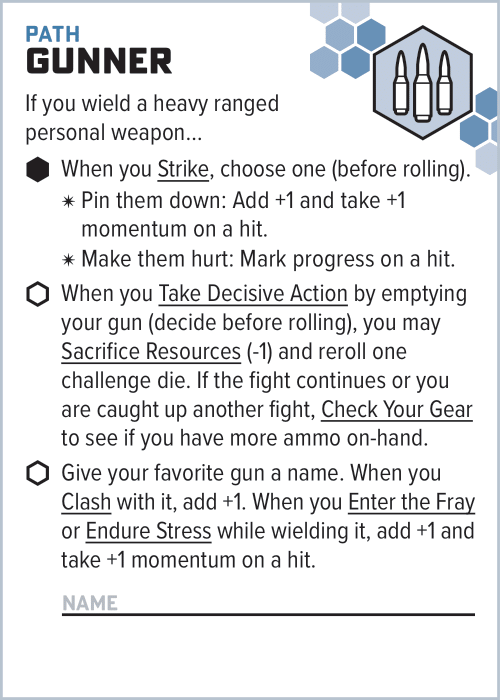 PATH
GUNNER
If you wield a heavy ranged
personal weapon...
When you Strike, choose one (before rolling).
✴ Pin them down: Add +1 and take +1
momentum on a hit.
✴ Make them hurt: Mark progress on a hit.
When you Take Decisive Action by emptying
your gun (decide before rolling), you may
Sacrifice Resources (-1) and reroll one
challenge die. If the fight continues or you
are caught up another fight, Check Your Gear
to see if you have more ammo on-hand.
Give your favorite gun a name. When you
Clash with it, add +1. When you Enter the Fray
or Endure Stress while wielding it, add +1 and
take +1 momentum on a hit.
NAME